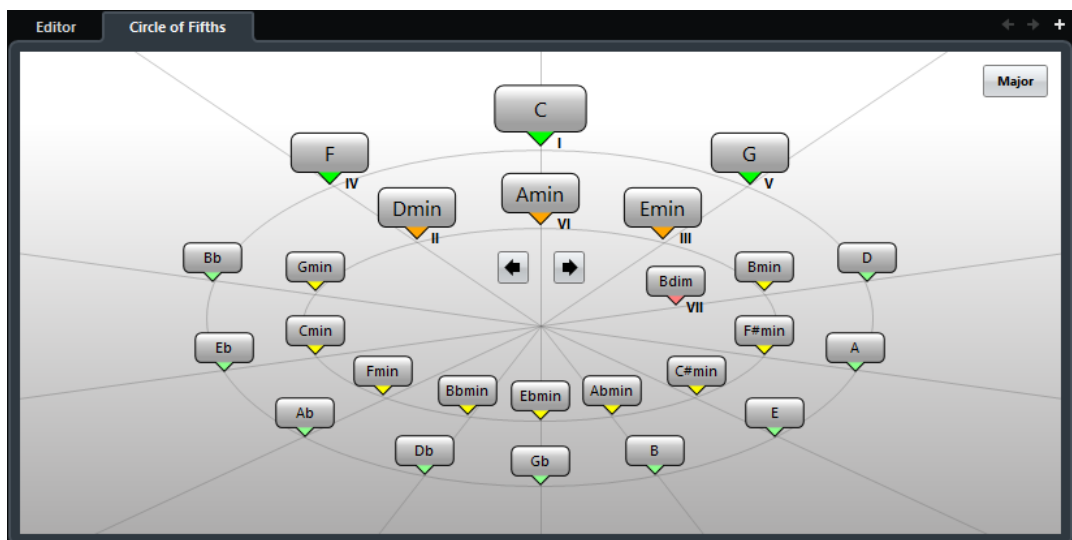 Editor
Circle of Fifths
Major
C
I
F
IV
G
V
Dmin
II
Amin
VI
Emin
III
Bb
Gmin
Bdim
VII
Bmin
D
Eb
Cmin
F#min
A
Fmin
C#min
Bbmin
Ebmin
Abmin
Ab
E
Db
Gb
B